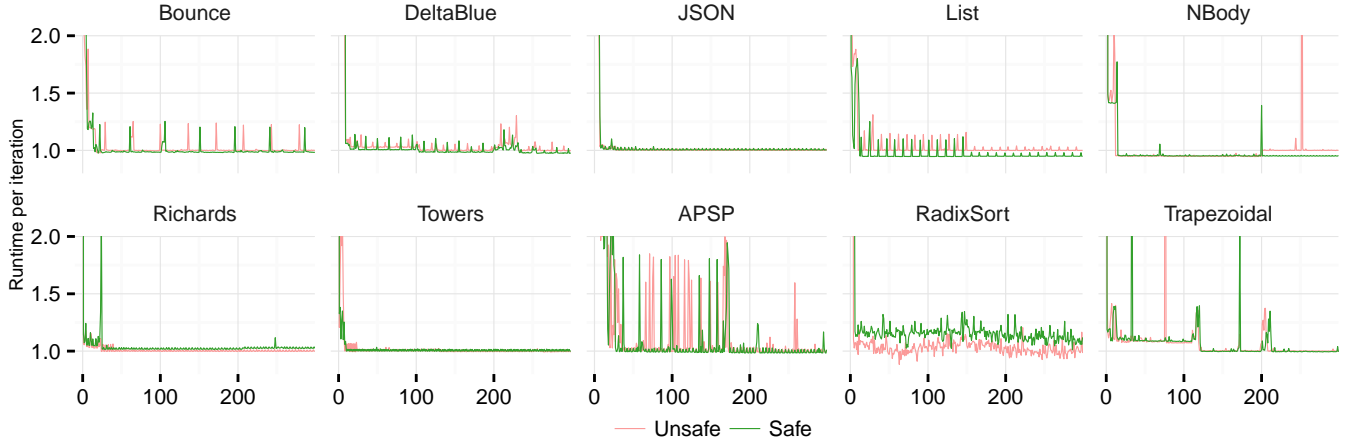 Bounce DeltaBlue JSON List NBody
2.0
1.5
1.0
Richards Towers APSP RadixSort Trapezoidal
2.0
1.5
1.0
Runtime per iteration
0 100 200 0 100 200 0 100 200 0 100 200 0 100 200
Unsafe Safe